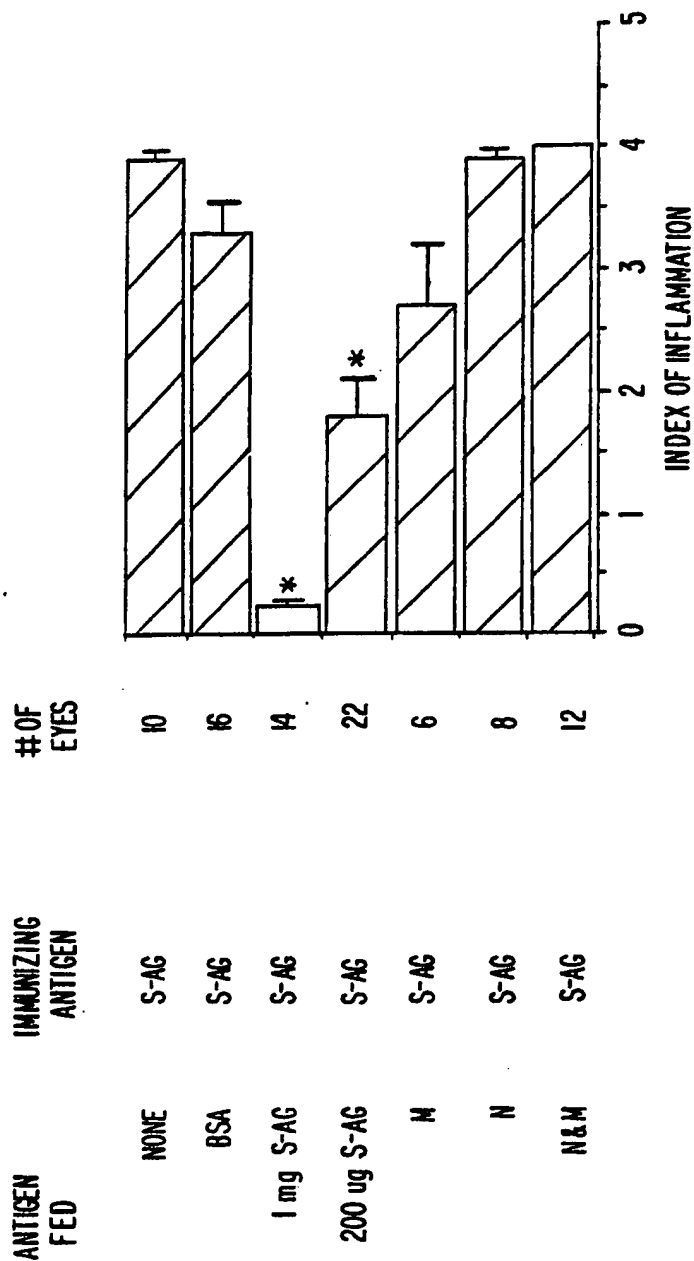 ANTIGEN FED IMMUNIZING ANTIGEN # OF EYES
NONE S-AG 10
BSA S-AG 16
1 mg S-AG S-AG 14 *
200 ug S-AG S-AG 22 *
M S-AG 6
N S-AG 8
N & M S-AG 12
0 1 2 3 4 5
INDEX OF INFLAMMATION